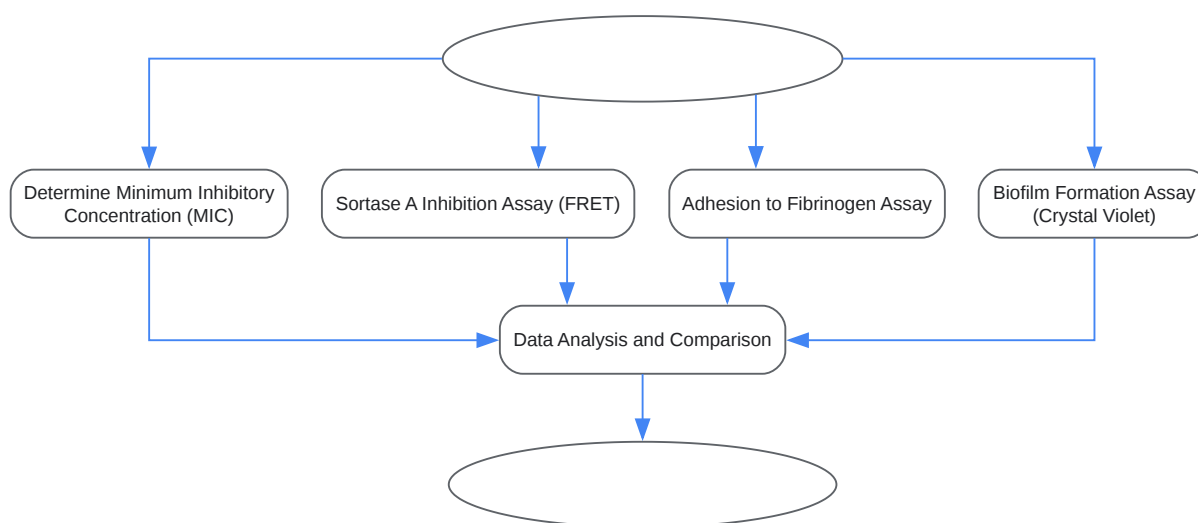 Determine Minimum Inhibitory
Concentration (MIC)
Sortase A Inhibition Assay (FRET)
Adhesion to Fibrinogen Assay
Biofilm Formation Assay
(Crystal Violet)
Data Analysis and Comparison